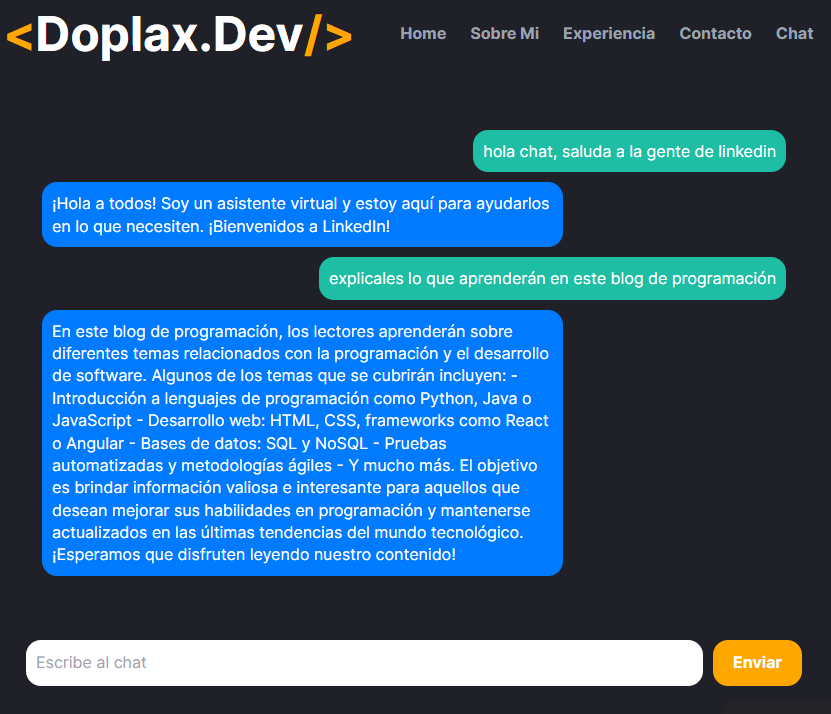 <Doplax.Dev/>
Home Sobre Mi Experiencia Contacto Chat
hola chat, saluda a la gente de linkedin
¡Hola a todos! Soy un asistente virtual y estoy aquí para ayudarlos
en lo que necesiten. ¡Bienvenidos a LinkedIn!
explicales lo que aprenderán en este blog de programación
En este blog de programación, los lectores aprenderán sobre
diferentes temas relacionados con la programación y el desarrollo
de software. Algunos de los temas que se cubrirán incluyen: -
Introducción a lenguajes de programación como Python, Java o
JavaScript - Desarrollo web: HTML, CSS, frameworks como React
o Angular - Bases de datos: SQL y NoSQL - Pruebas
automatizadas y metodologías ágiles - Y mucho más. El objetivo
es brindar información valiosa e interesante para aquellos que
desean mejorar sus habilidades en programación y mantenerse
actualizados en las últimas tendencias del mundo tecnológico.
¡Esperamos que disfruten leyendo nuestro contenido!
Escribe al chat
Enviar